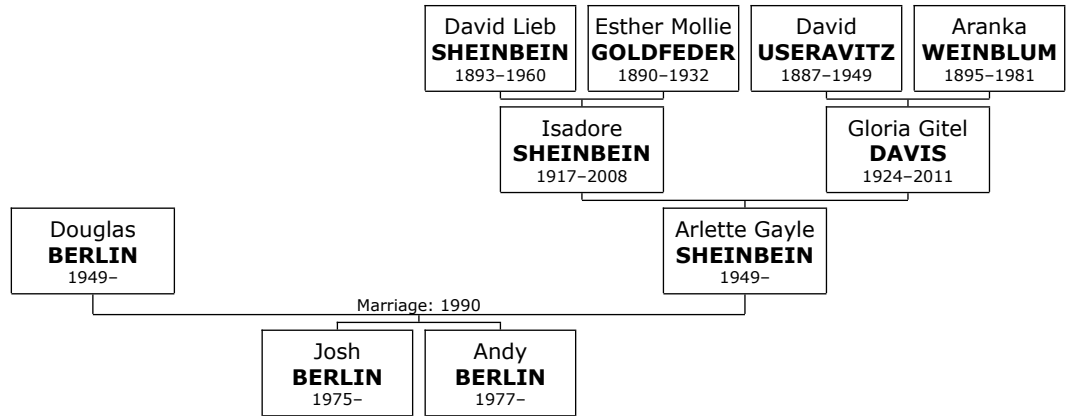 David Lieb
SHEINBEIN
1893–1960
Esther Mollie
GOLDFEDER
1890–1932
David
USERAVITZ
1887–1949
Aranka
WEINBLUM
1895–1981
Isadore
SHEINBEIN
1917–2008
Gloria Gitel
DAVIS
1924–2011
Douglas
BERLIN
1949–
Arlette Gayle
SHEINBEIN
1949–
Marriage: 1990
Josh
BERLIN
1975–
Andy
BERLIN
1977–